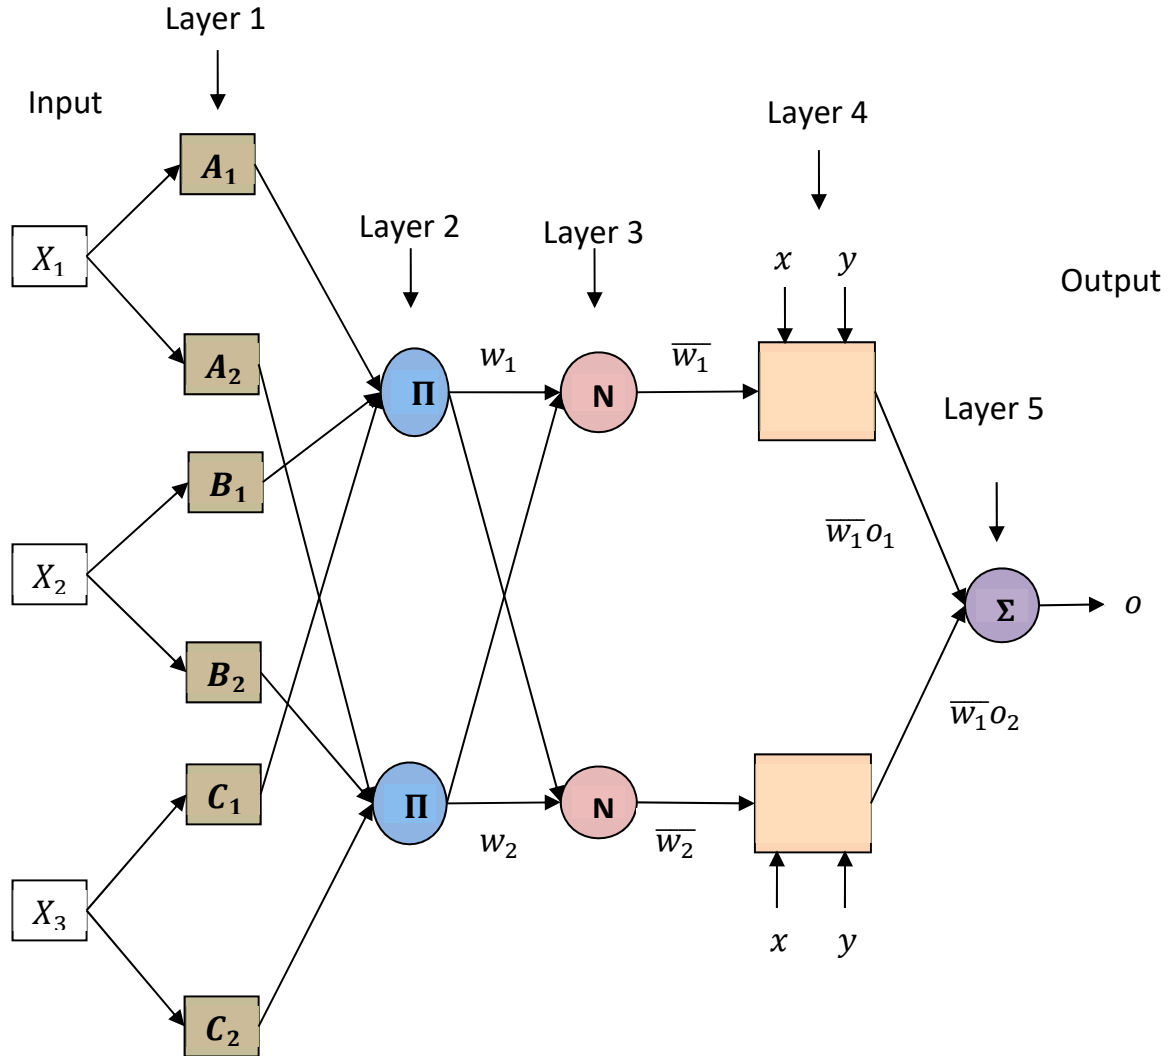 Layer 1
Input
Layer 4
A₁
Layer 2
Layer 3
X₁
x y
Output
A₂
w₁
w̅₁
Π
N
Layer 5
B₁
w̅₁o₁
X₂
Σ
o
B₂
w̅₁o₂
C₁
Π
N
w₂
w̅₂
X₃
x y
C₂